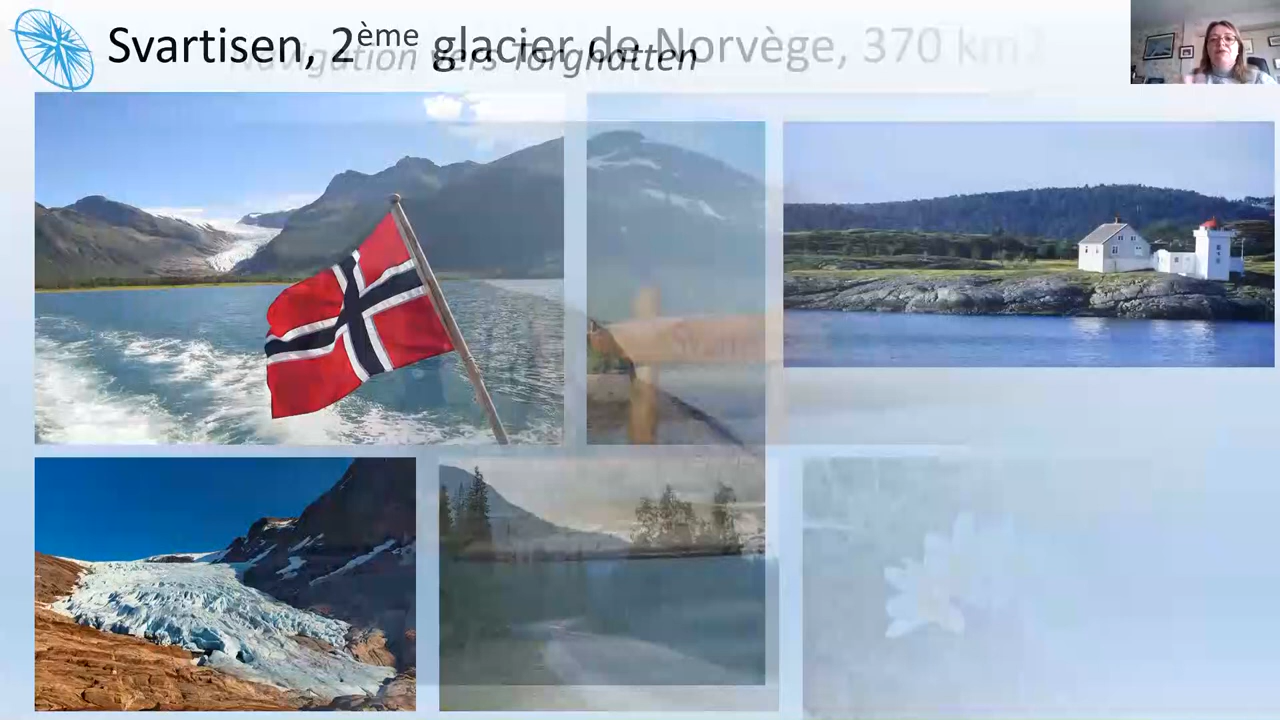 Svartisen, 2ème glacier de Norvège, 370 km2
Navigation vers Torghatten